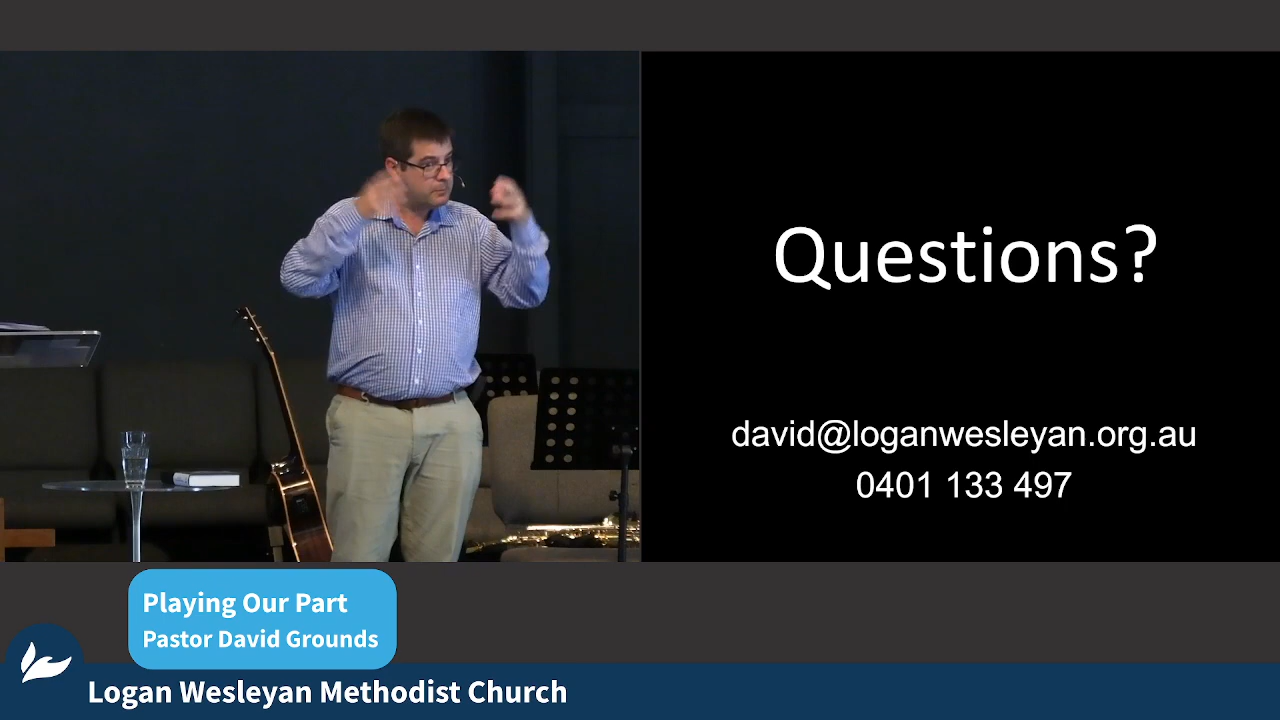 Questions?
david@loganwesleyan.org.au
0401 133 497
Playing Our Part
Pastor David Grounds
Logan Wesleyan Methodist Church